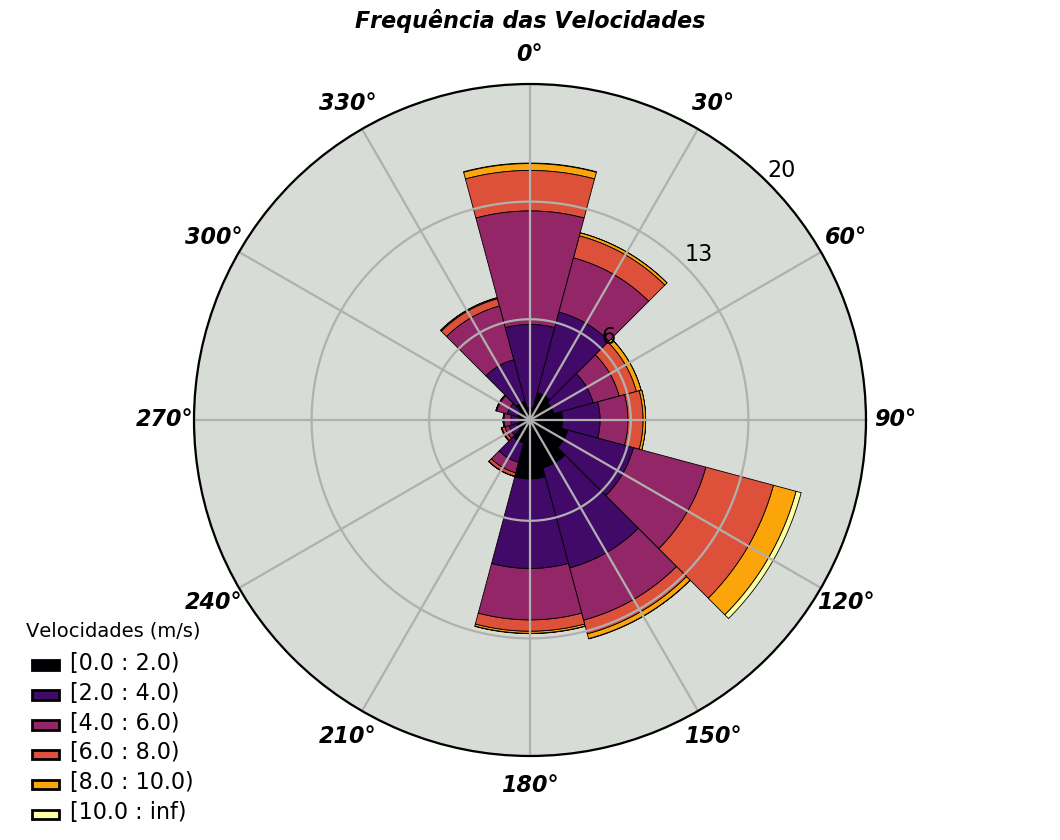 Frequência das Velocidades
0°
330°
30°
20
300°
60°
13
6
270°
90°
240°
120°
Velocidades (m/s)
[0.0 : 2.0)
[2.0 : 4.0)
[4.0 : 6.0)
210°
150°
[6.0 : 8.0)
180°
[8.0 : 10.0)
[10.0 : inf)